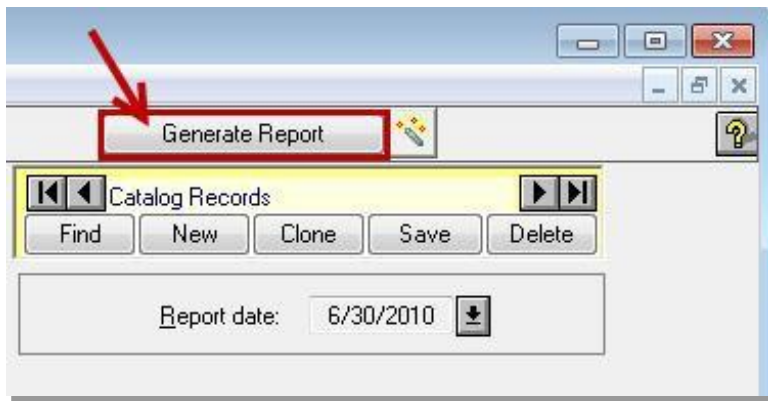 Generate Report
Catalog Records
Find New Clone Save Delete
Report date: 6/30/2010